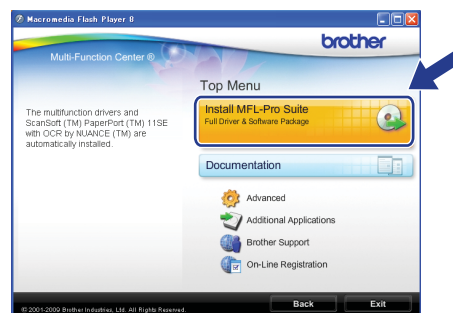 Macromedia Flash Player 8
brother
Multi-Function Center ®
Top Menu
The multifunction drivers and
ScanSoft (TM) PaperPort (TM) 11SE
with OCR by NUANCE (TM) are
automatically installed.
Install MFL-Pro Suite
Full Driver & Software Package
Documentation
Advanced
Additional Applications
Brother Support
On-Line Registration
© 2001-2009 Brother Industries, Ltd. All Rights Reserved.
Back
Exit